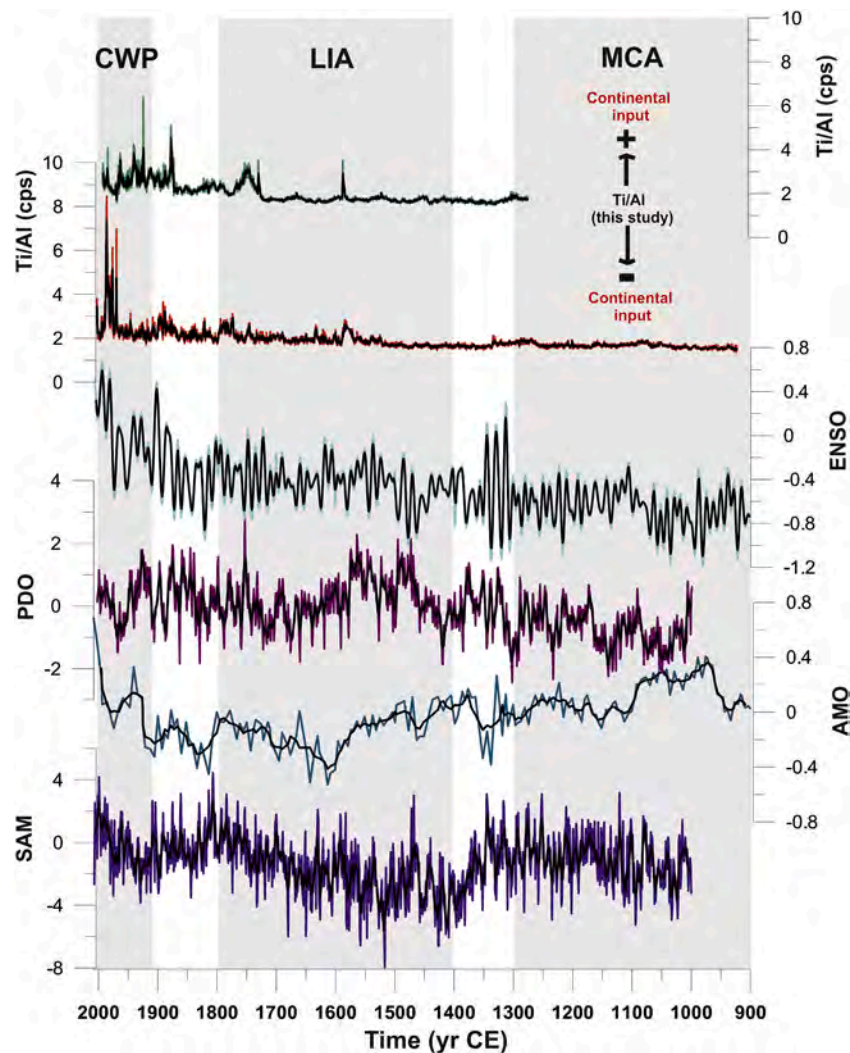 CWP LIA MCA
10
8
6
4
2
0
Ti/Al (cps)
Continental
input
+
Ti/Al
(this study)
-
Continental
input
10
8
6
4
2
0
Ti/Al (cps)
0.8
0.4
0
-0.4
-0.8
-1.2
ENSO
4
2
0
-2
PDO
0.8
0.4
0
-0.4
-0.8
AMO
4
0
-4
-8
SAM
2000 1900 1800 1700 1600 1500 1400 1300 1200 1100 1000 900
Time (yr CE)